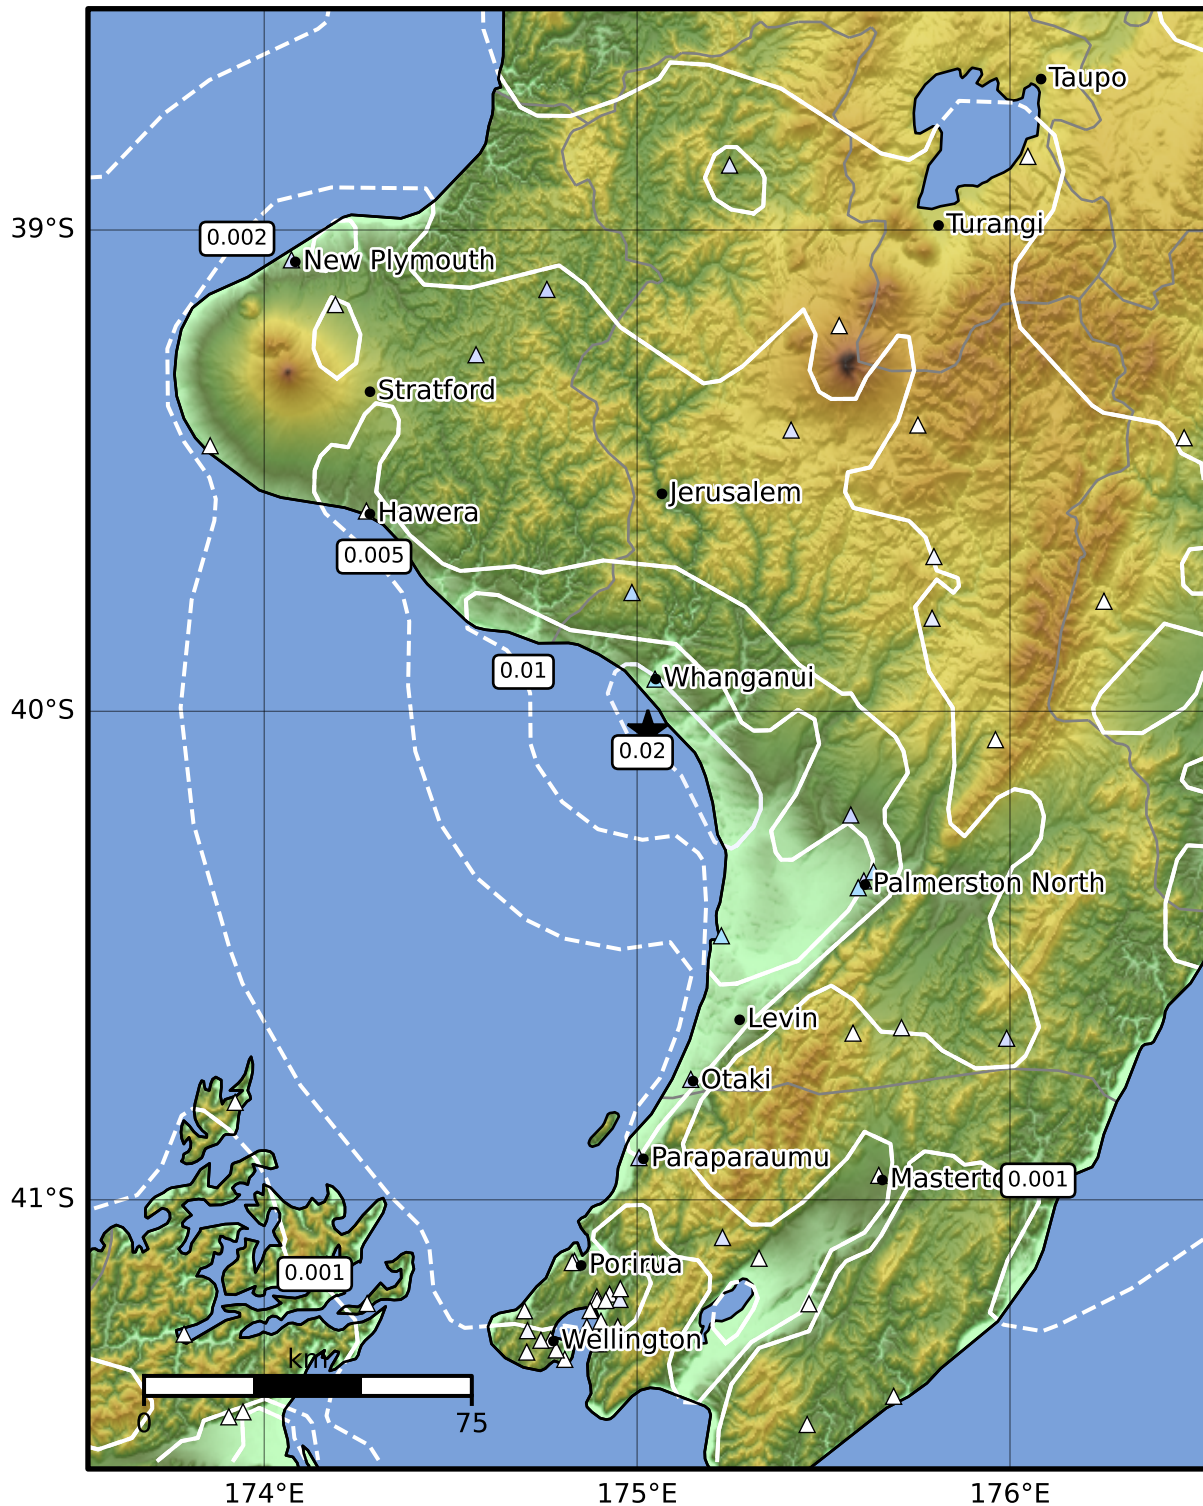 Taupo
39°S
Turangi
0.002
New Plymouth
Stratford
Jerusalem
Hawera
0.005
0.01
Whanganui
40°S
0.02
Palmerston North
Levin
Otaki
Paraparaumu
Masterto
0.001
41°S
Porirua
0.001
Wellington
km
0
75
174°E
175°E
176°E